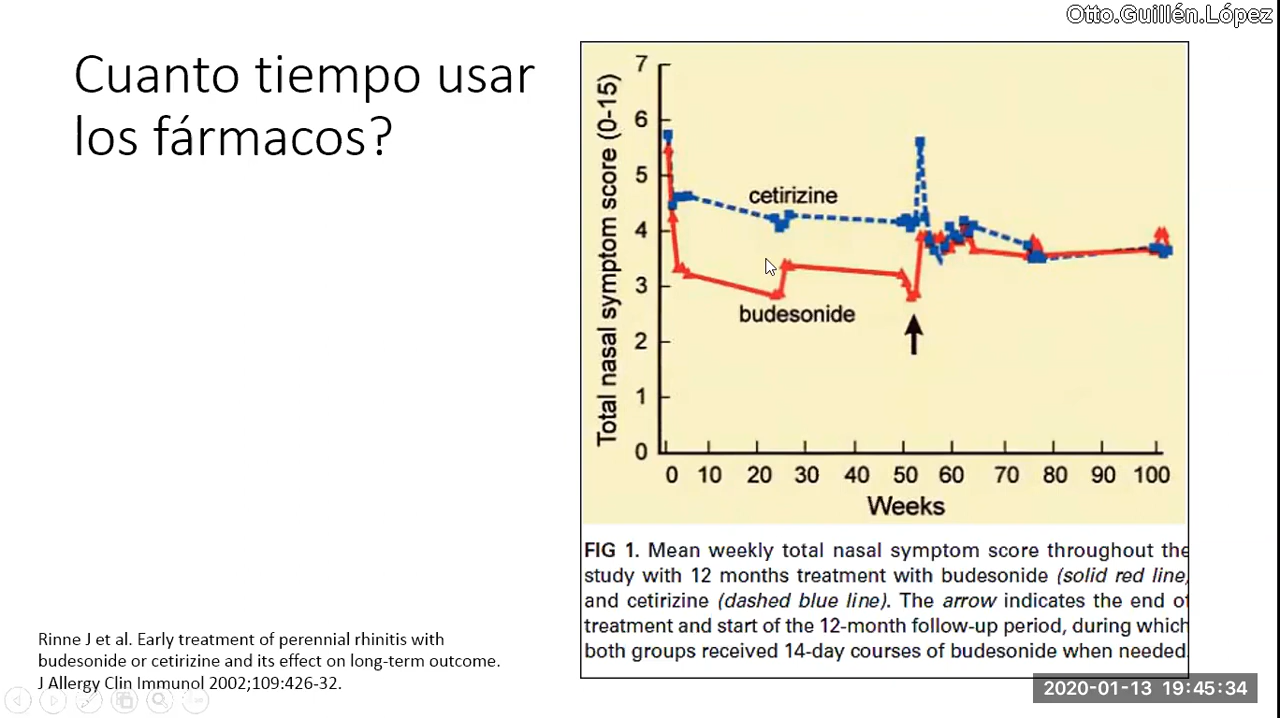 Otto.Guillén.López
Cuanto tiempo usar
los fármacos?
Total nasal symptom score (0-15)
7
6
5
4
3
2
1
0
cetirizine
budesonide
0 10 20 30 40 50 60 70 80 90 100
Weeks
FIG 1. Mean weekly total nasal symptom score throughout the
study with 12 months treatment with budesonide (solid red line)
and cetirizine (dashed blue line). The arrow indicates the end of
treatment and start of the 12-month follow-up period, during which
both groups received 14-day courses of budesonide when needed.
Rinne J et al. Early treatment of perennial rhinitis with
budesonide or cetirizine and its effect on long-term outcome.
J Allergy Clin Immunol 2002;109:426-32.
2020-01-13 19:45:34